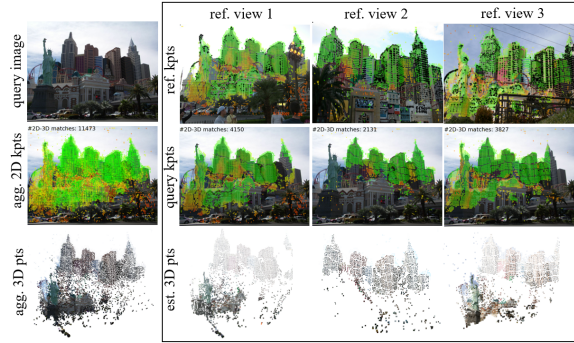 ref. view 1
ref. view 2
ref. view 3
query image
ref. kpts
agg. 2D kpts
#2D-3D matches: 11473
query kpts
#2D-3D matches: 4150
#2D-3D matches: 2131
#2D-3D matches: 3827
agg. 3D pts
est. 3D pts